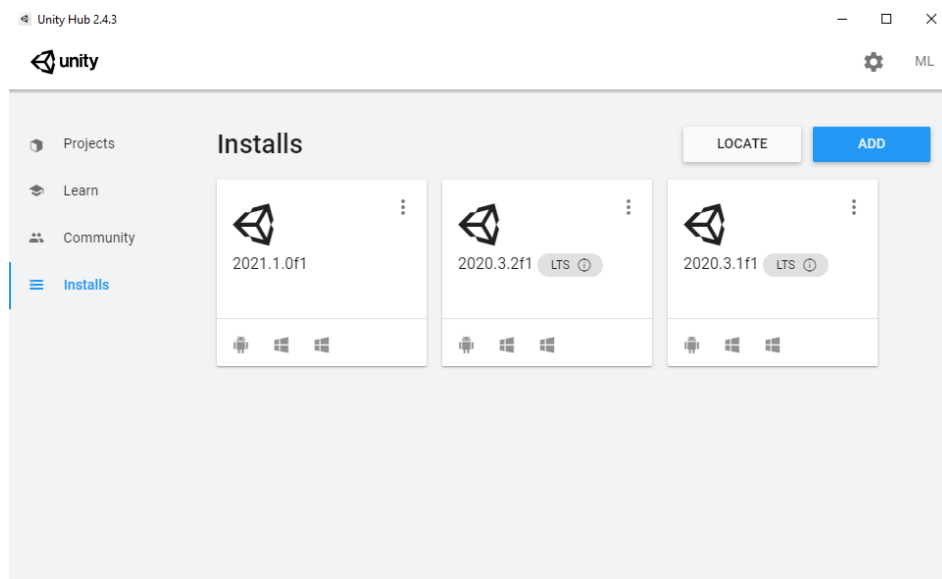 Unity Hub 2.4.3
unity
ML
Projects
Learn
Community
Installs
Installs
LOCATE
ADD
2021.1.0f1
2020.3.2f1 LTS
2020.3.1f1 LTS